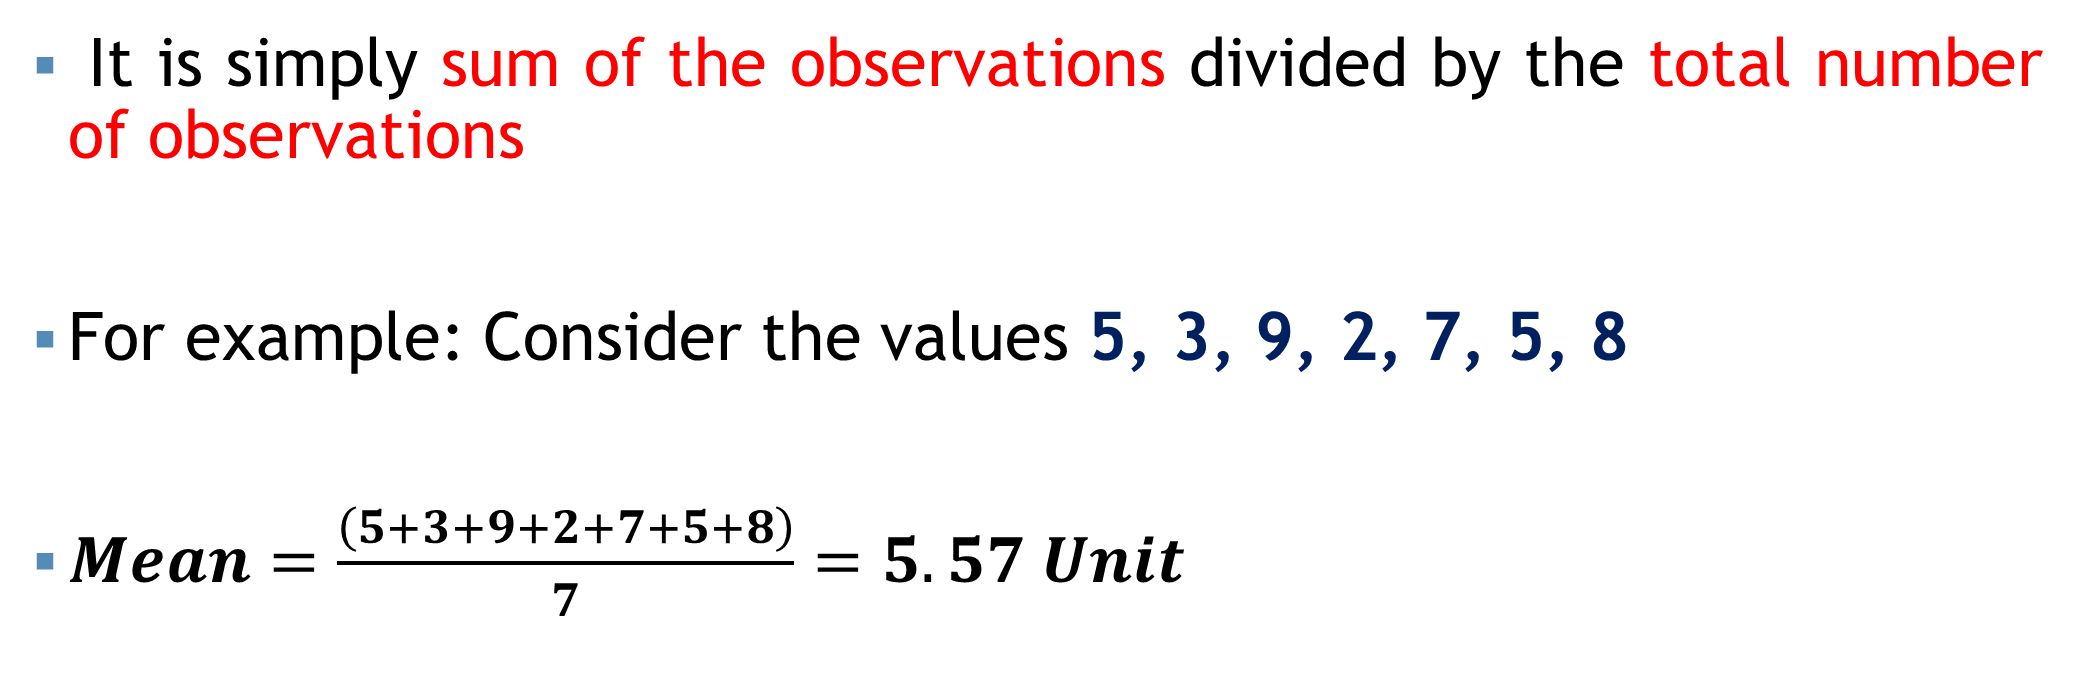 ▪ It is simply sum of the observations divided by the total number
of observations
▪ For example: Consider the values 5, 3, 9, 2, 7, 5, 8
▪ Mean = (5+3+9+2+7+5+8)/7 = 5.57 Unit